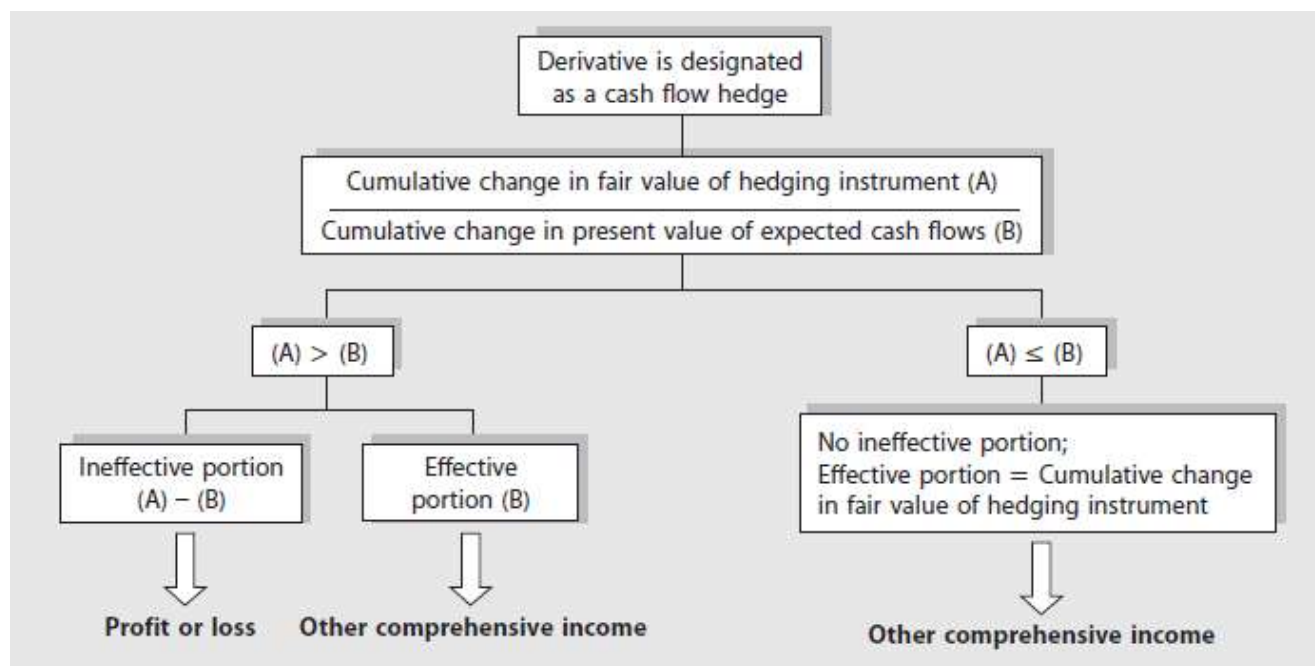 Derivative is designated
as a cash flow hedge
Cumulative change in fair value of hedging instrument (A)
Cumulative change in present value of expected cash flows (B)
(A) > (B)
(A) ≤ (B)
Ineffective portion
(A) – (B)
Effective
portion (B)
No ineffective portion;
Effective portion = Cumulative change
in fair value of hedging instrument
Profit or loss
Other comprehensive income
Other comprehensive income